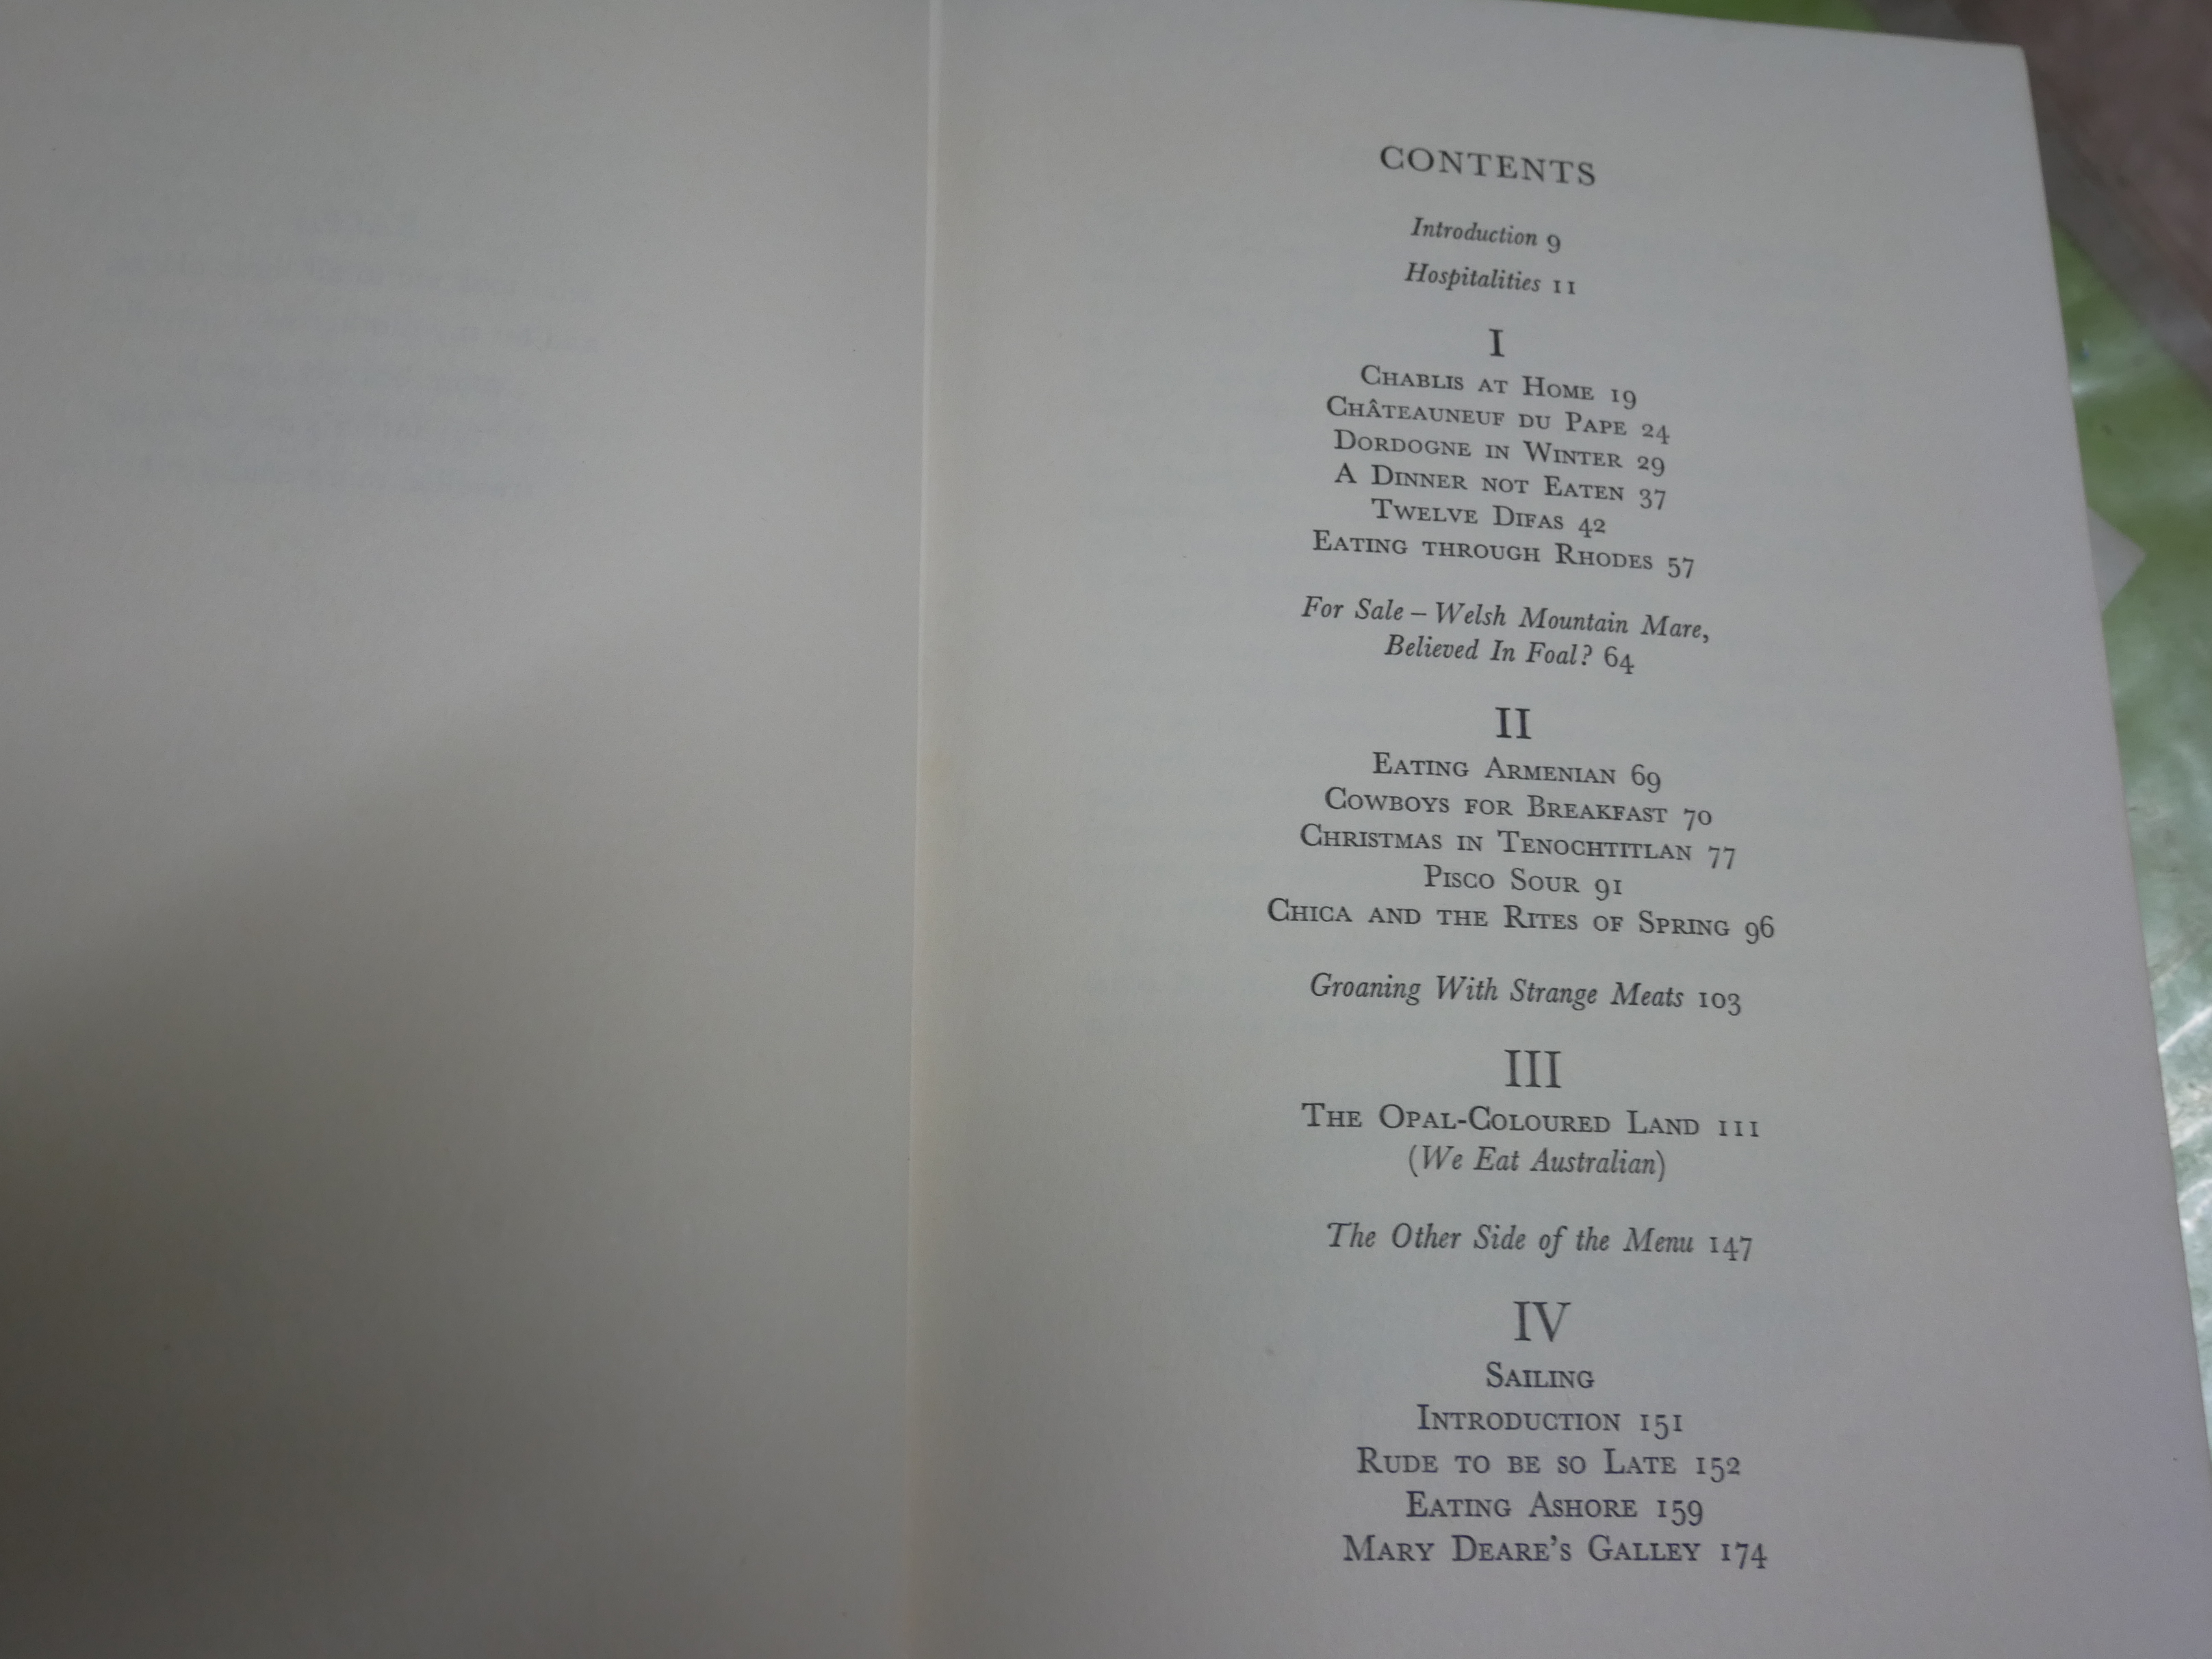 CONTENTS
Introduction 9
Hospitalities 11
I
CHABLIS AT HOME 19
CHÂTEAUNEUF DU PAPE 24
DORDOGNE IN WINTER 29
A DINNER NOT EATEN 37
TWELVE DIFAS 42
EATING THROUGH RHODES 57
For Sale – Welsh Mountain Mare,
Believed In Foal? 64
II
EATING ARMENIAN 69
COWBOYS FOR BREAKFAST 70
CHRISTMAS IN TENOCHTITLAN 77
PISCO SOUR 91
CHICA AND THE RITES OF SPRING 96
Groaning With Strange Meats 103
III
THE OPAL-COLOURED LAND 111
(We Eat Australian)
The Other Side of the Menu 147
IV
SAILING
INTRODUCTION 151
RUDE TO BE SO LATE 152
EATING ASHORE 159
MARY DEARE'S GALLEY 174